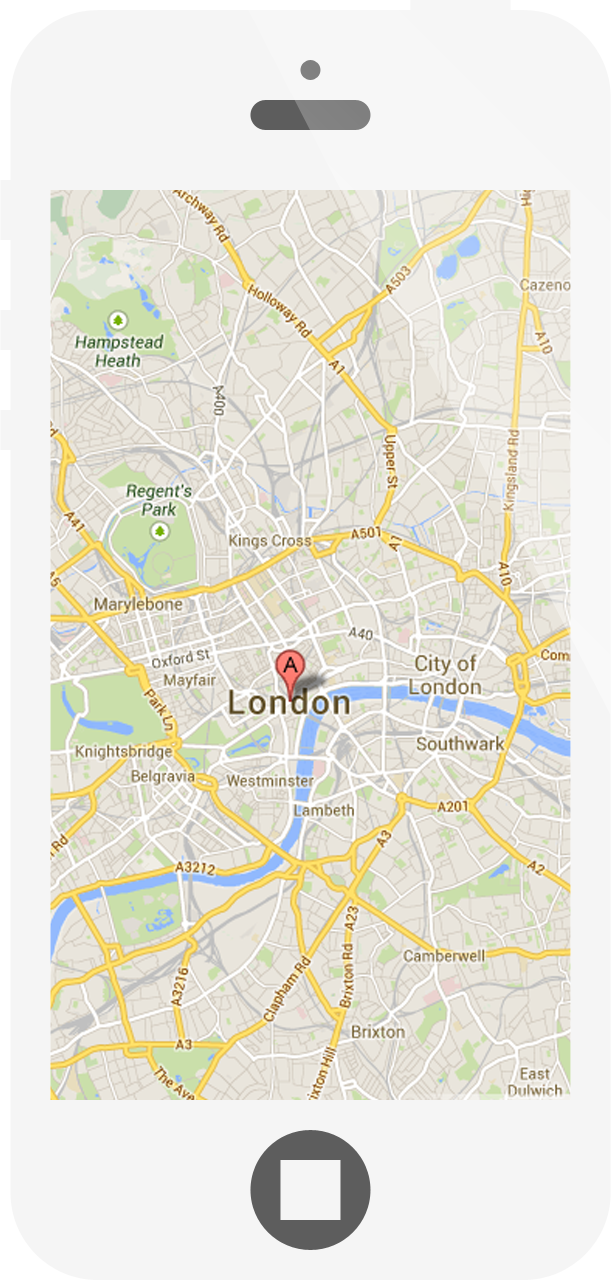 Archway Rd
Hi
A503
Cazeno
Holloway Rd
A10
Hampstead
Heath
A1
A400
Upper St
Kingsland Rd
Regent's
Park
A41
Kings Cross
A501
A1
A5
A10
Marylebone
A40
Oxford St
Com
City of
London
A
Mayfair
Park Ln
London
Southwark
Knightsbridge
Belgravia
Westminster
Lambeth
A201
A3
A2
Rd
A3212
A23
Camberwell
Clapham Rd
Brixton Rd
A3216
Brixton
A3
ixton Hill
East
Dulwich
The Ave